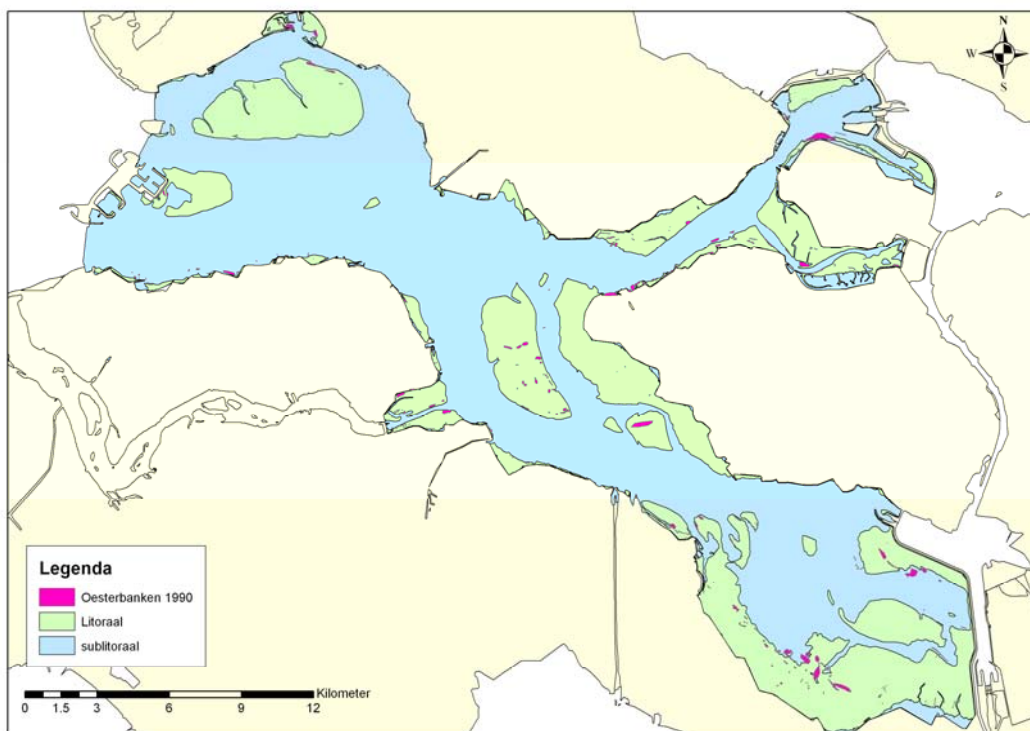 N
W
S
Legenda
Oesterbanken 1990
Litoraal
sublitoraal
Kilometer
0 1.5 3 6 9 12